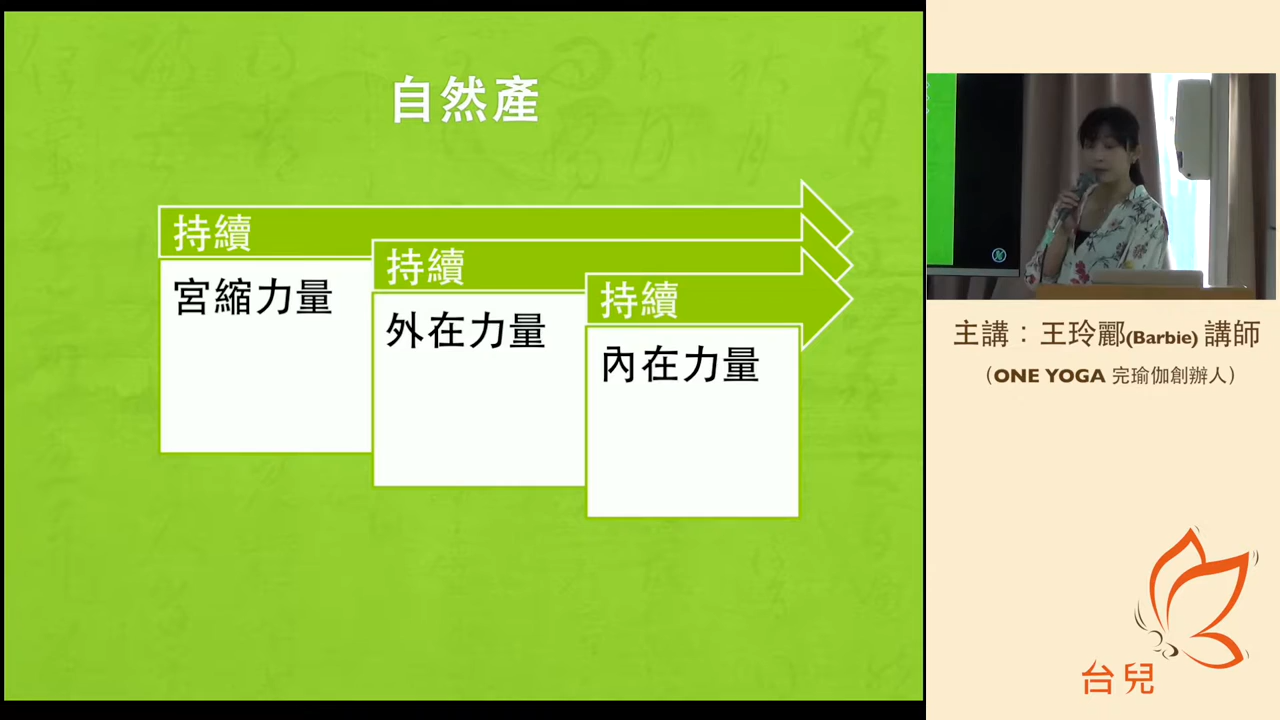 自然產
持續
宮縮力量
持續
外在力量
持續
內在力量
主講：王玲酈(Barbie) 講師
（ONE YOGA 完瑜伽創辦人）
台兒